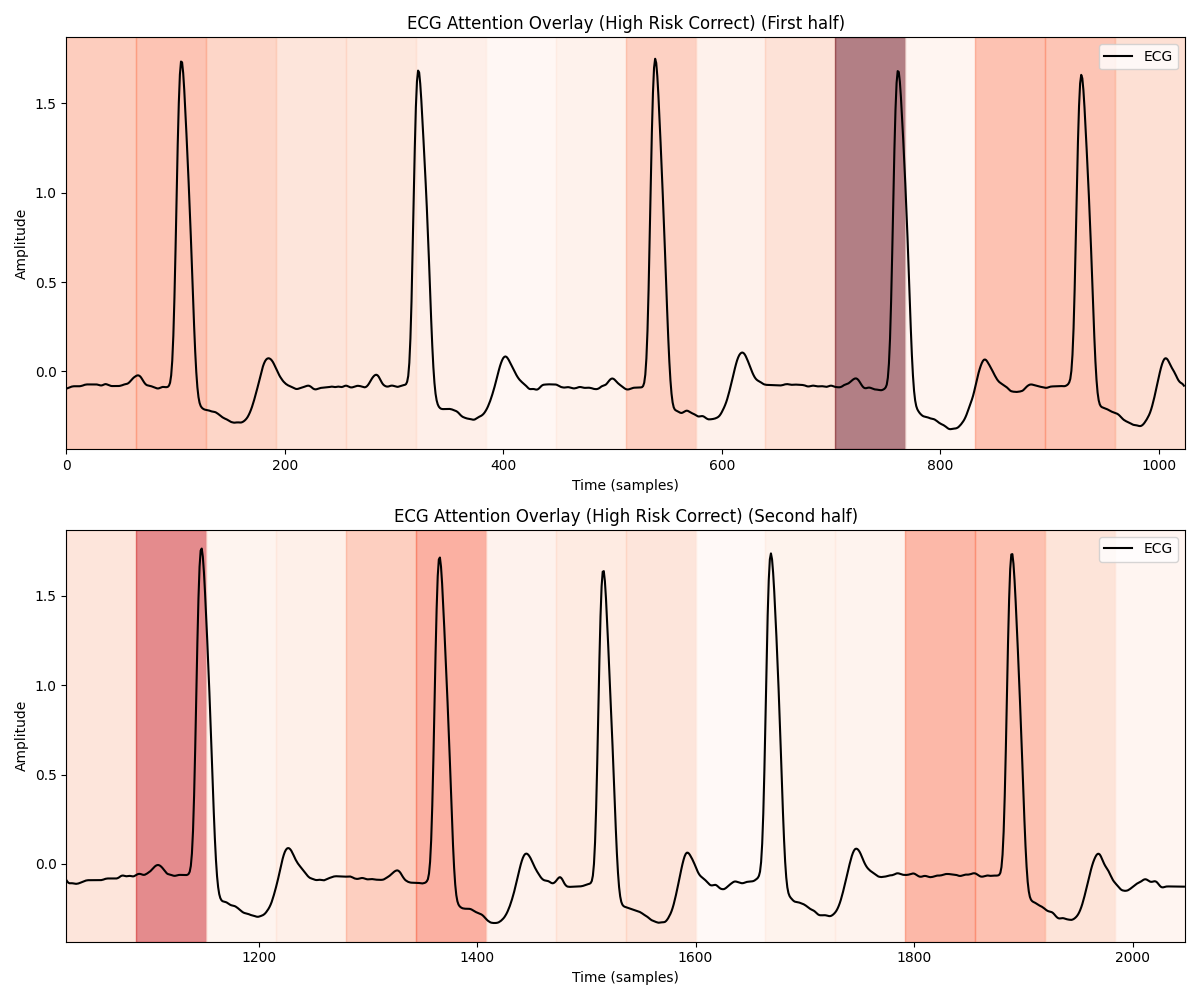 ECG Attention Overlay (High Risk Correct) (First half)
ECG
1.5
1.0
0.5
0.0
Amplitude
0 200 400 600 800 1000
Time (samples)
ECG Attention Overlay (High Risk Correct) (Second half)
ECG
1.5
1.0
0.5
0.0
Amplitude
1200 1400 1600 1800 2000
Time (samples)